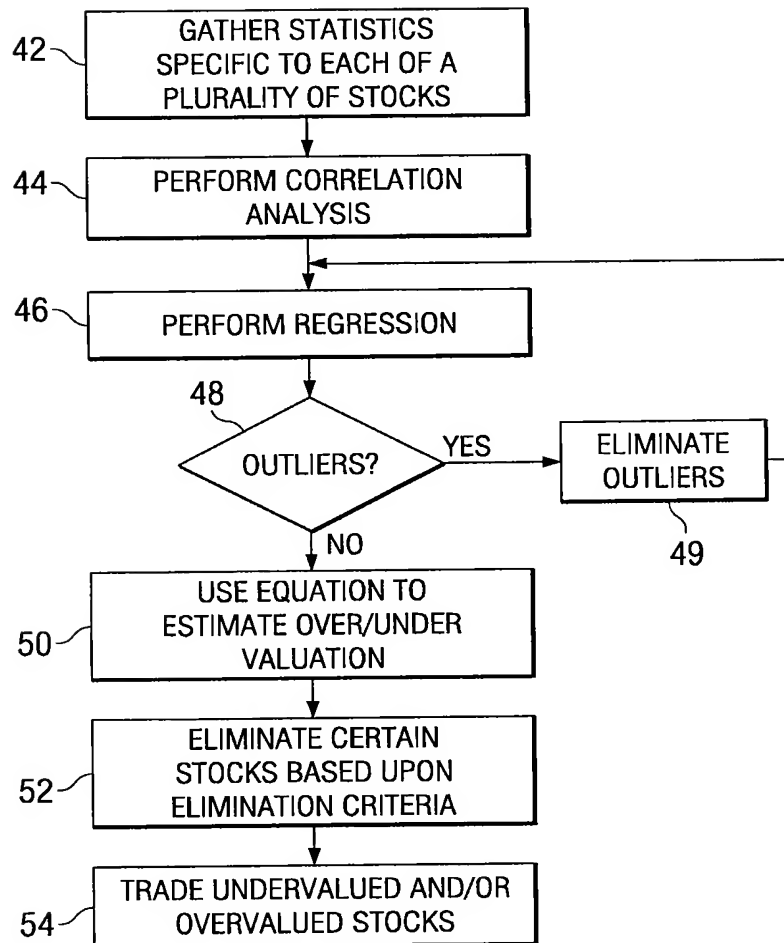 42
GATHER STATISTICS
SPECIFIC TO EACH OF A
PLURALITY OF STOCKS
44
PERFORM CORRELATION
ANALYSIS
46
PERFORM REGRESSION
48
OUTLIERS?
YES
ELIMINATE
OUTLIERS
49
NO
50
USE EQUATION TO
ESTIMATE OVER/UNDER
VALUATION
52
ELIMINATE CERTAIN
STOCKS BASED UPON
ELIMINATION CRITERIA
54
TRADE UNDERVALUED AND/OR
OVERVALUED STOCKS